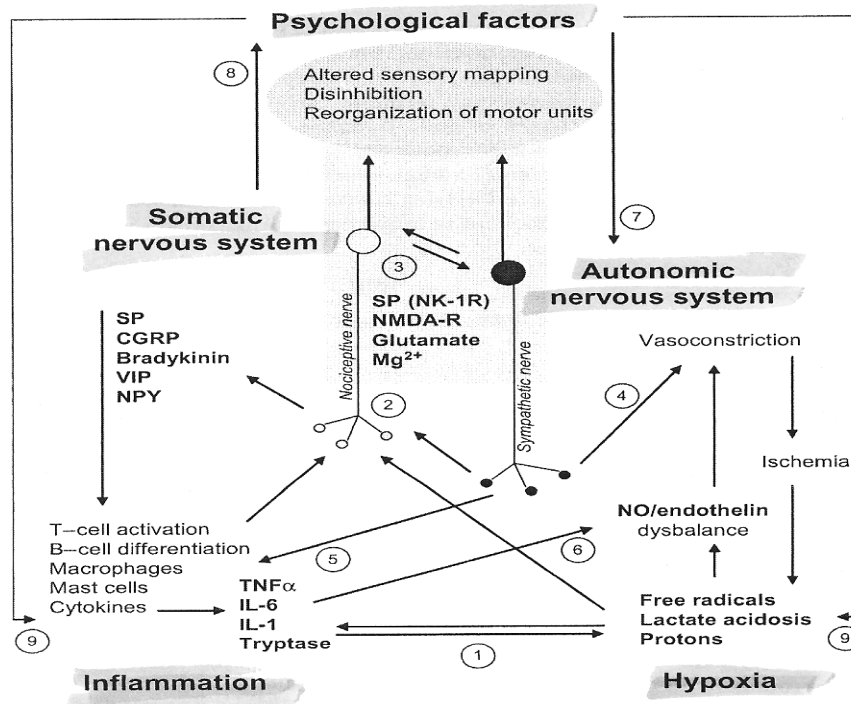 Psychological factors
8
Altered sensory mapping
Disinhibition
Reorganization of motor units
7
Somatic
nervous system
3
Autonomic
nervous system
SP
CGRP
Bradykinin
VIP
NPY
Nociceptive nerve
SP (NK-1R)
NMDA-R
Glutamate
Mg2+
Sympathetic nerve
Vasoconstriction
2
4
Ischemia
T–cell activation
B–cell differentiation
Macrophages
Mast cells
Cytokines
5
TNFα
IL-6
IL-1
Tryptase
6
NO/endothelin
dysbalance
Free radicals
Lactate acidosis
Protons
9
1
9
Inflammation
Hypoxia